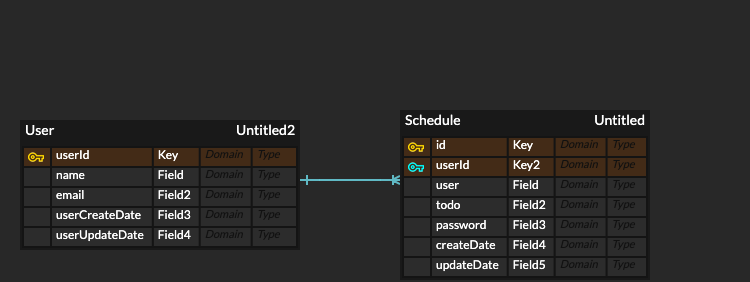 User Untitled2
userId Key Domain Type
name Field Domain Type
email Field2 Domain Type
userCreateDate Field3 Domain Type
userUpdateDate Field4 Domain Type
Schedule Untitled
id Key Domain Type
userId Key2 Domain Type
user Field Domain Type
todo Field2 Domain Type
password Field3 Domain Type
createDate Field4 Domain Type
updateDate Field5 Domain Type